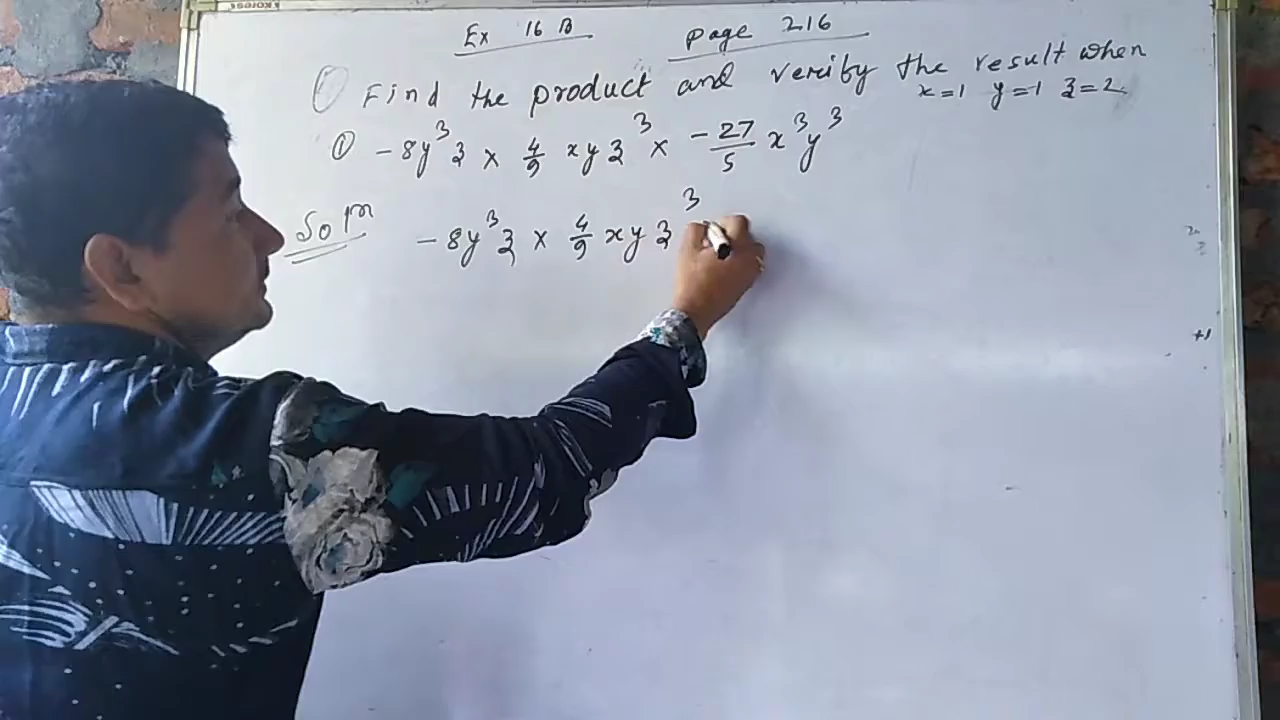 Ex 16 B page 216
① Find the product and verify the result when
x=1 y=1 z=2
① -8y³z × 4/9 xyz³ × -27/5 x³y³
Soln -8y³z × 4/9 xyz³